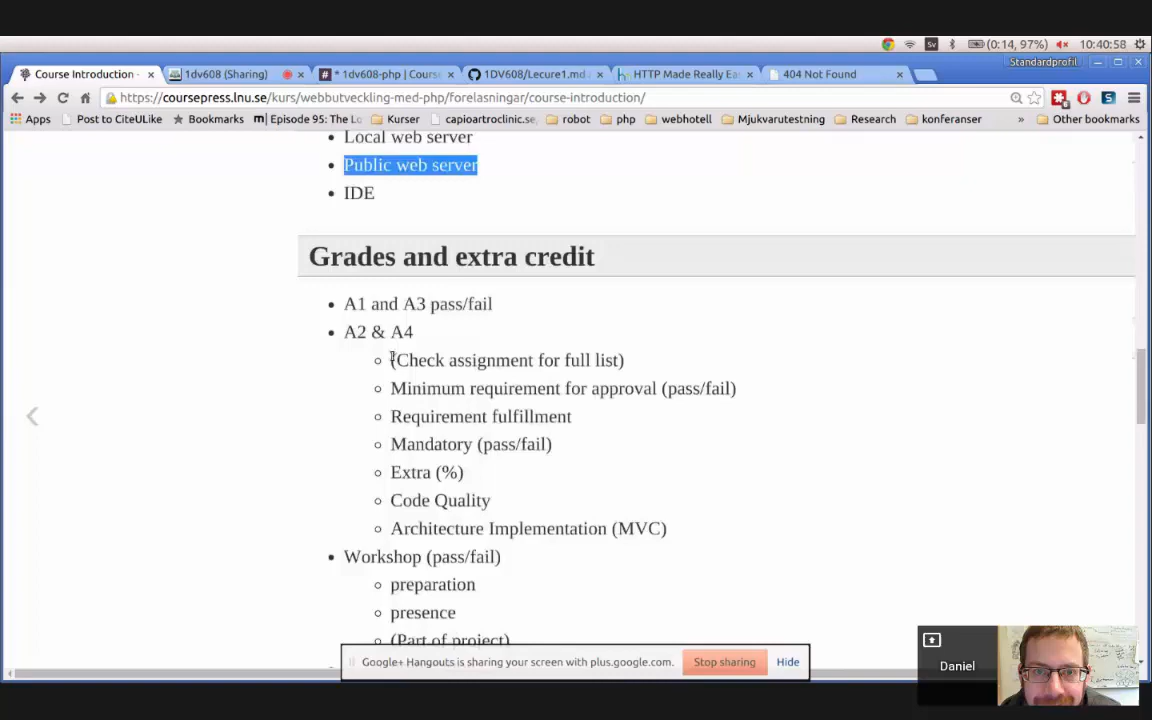 Sv (0:14, 97%) 10:40:58
Course Introduction - × 1dv608 (Sharing) × * 1dv608-php | Cours × 1DV608/Lecure1.md × HTTP Made Really Ea × 404 Not Found × Standardprofil
https://coursepress.lnu.se/kurs/webbutveckling-med-php/forelasningar/course-introduction/
Apps Post to CiteULike Bookmarks Episode 95: The Lo Kurser capioartroclinic.se, robot php webhotell Mjukvarutestning Research konferanser » Other bookmarks
• Local web server
• Public web server
• IDE
Grades and extra credit
• A1 and A3 pass/fail
• A2 & A4
◦ (Check assignment for full list)
◦ Minimum requirement for approval (pass/fail)
◦ Requirement fulfillment
◦ Mandatory (pass/fail)
◦ Extra (%)
◦ Code Quality
◦ Architecture Implementation (MVC)
• Workshop (pass/fail)
◦ preparation
◦ presence
◦ (Part of project)
Google+ Hangouts is sharing your screen with plus.google.com. Stop sharing Hide
Daniel